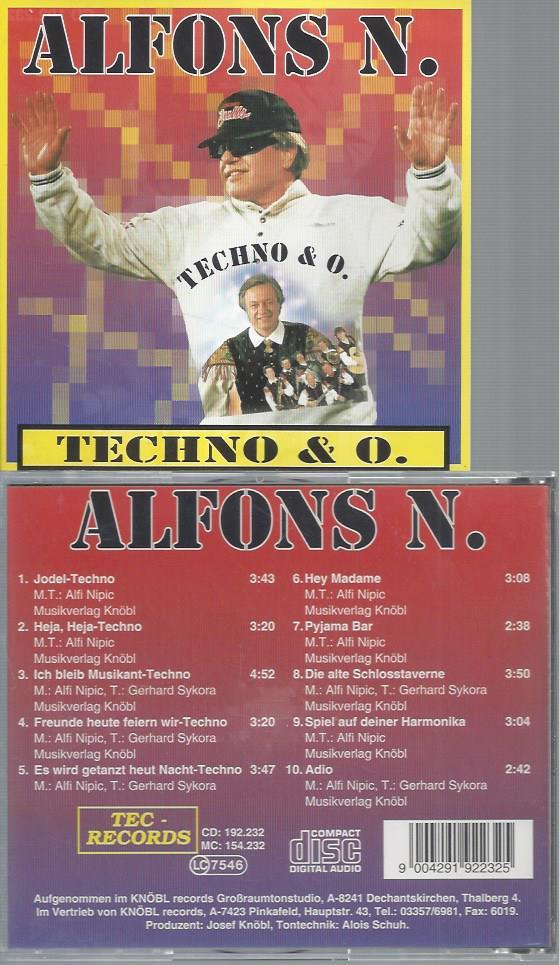 ALFONS N.
TECHNO & O.
TECHNO & O.
ALFONS N.
1. Jodel-Techno 3:43
M.T.: Alfi Nipic
Musikverlag Knöbl
2. Heja, Heja-Techno 3:20
M.T.: Alfi Nipic
Musikverlag Knöbl
3. Ich bleib Musikant-Techno 4:52
M.: Alfi Nipic, T.: Gerhard Sykora
Musikverlag Knöbl
4. Freunde heute feiern wir-Techno 3:20
M.: Alfi Nipic, T.: Gerhard Sykora
Musikverlag Knöbl
5. Es wird getanzt heut Nacht-Techno 3:47
M.: Alfi Nipic, T.: Gerhard Sykora
6. Hey Madame 3:08
M.T.: Alfi Nipic
Musikverlag Knöbl
7. Pyjama Bar 2:38
M.T.: Alfi Nipic
Musikverlag Knöbl
8. Die alte Schlosstaverne 3:50
M.: Alfi Nipic, T.: Gerhard Sykora
Musikverlag Knöbl
9. Spiel auf deiner Harmonika 3:04
M.T.: Alfi Nipic
Musikverlag Knöbl
10. Adio 2:42
M.: Alfi Nipic, T.: Gerhard Sykora
Musikverlag Knöbl
TEC -
RECORDS
CD: 192.232
MC: 154.232
LC 7546
COMPACT
disc
DIGITAL AUDIO
9 004291 922325
Aufgenommen im KNÖBL records Großraumtonstudio, A-8241 Dechantskirchen, Thalberg 4.
Im Vertrieb von KNÖBL records, A-7423 Pinkafeld, Hauptstr. 43, Tel.: 03357/6981, Fax: 6019.
Produzent: Josef Knöbl, Tontechnik: Alois Schuh.